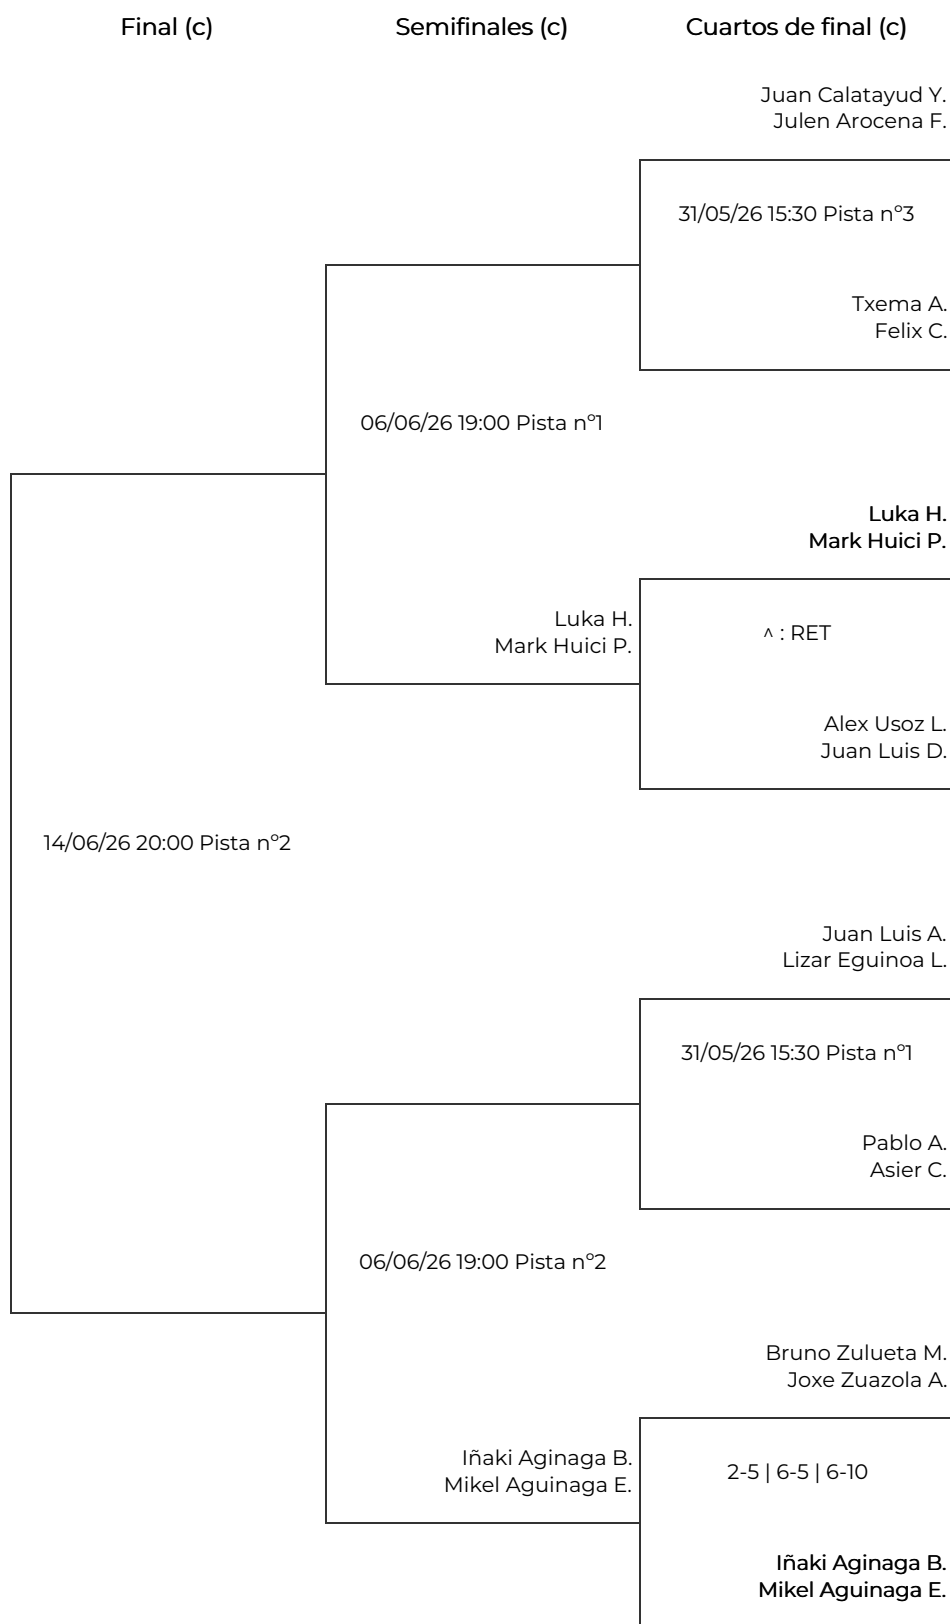 Final (c)
Semifinales (c)
Cuartos de final (c)
Juan Calatayud Y.
Julen Arocena F.
31/05/26 15:30 Pista nº3
Txema A.
Felix C.
06/06/26 19:00 Pista nº1
Luka H.
Mark Huici P.
Luka H.
Mark Huici P.
^ : RET
Alex Usoz L.
Juan Luis D.
14/06/26 20:00 Pista nº2
Juan Luis A.
Lizar Eguinoa L.
31/05/26 15:30 Pista nº1
Pablo A.
Asier C.
06/06/26 19:00 Pista nº2
Bruno Zulueta M.
Joxe Zuazola A.
Iñaki Aginaga B.
Mikel Aguinaga E.
2-5 | 6-5 | 6-10
Iñaki Aginaga B.
Mikel Aguinaga E.